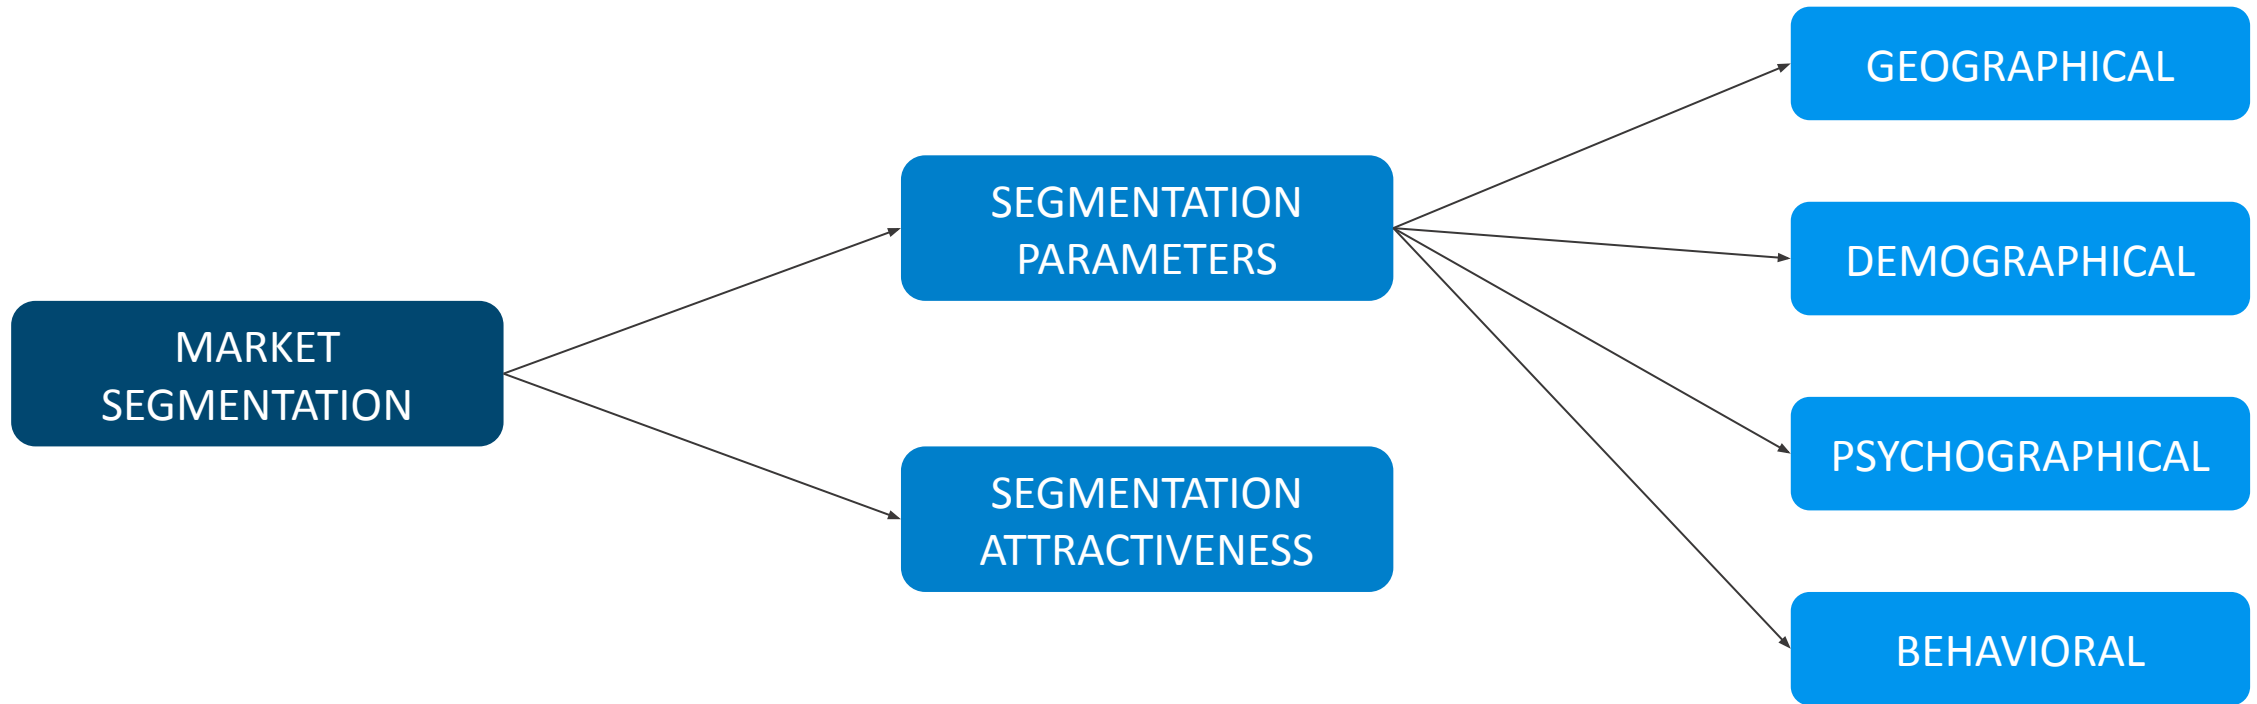 MARKET
SEGMENTATION
SEGMENTATION
PARAMETERS
SEGMENTATION
ATTRACTIVENESS
GEOGRAPHICAL
DEMOGRAPHICAL
PSYCHOGRAPHICAL
BEHAVIORAL